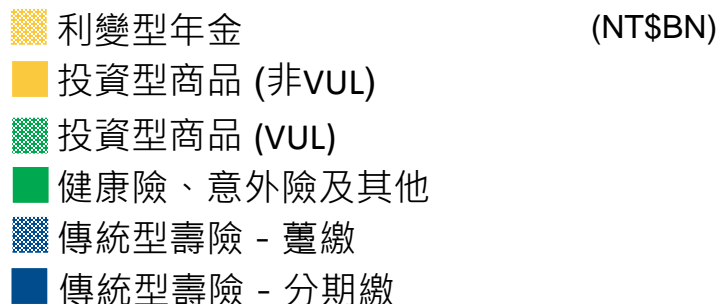 利變型年金 (NT$BN)
投資型商品 (非VUL)
投資型商品 (VUL)
健康險、意外險及其他
傳統型壽險 - 躉繳
傳統型壽險 - 分期繳